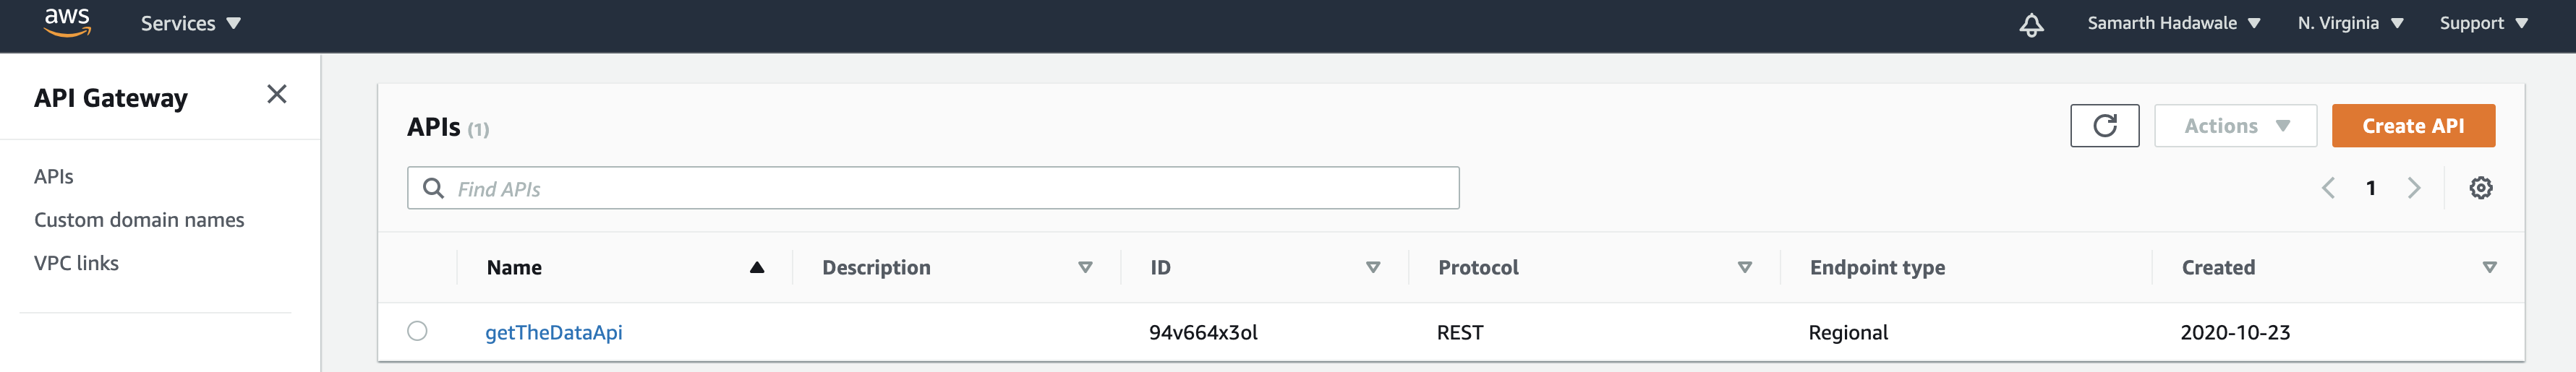 aws Services Samarth Hadawale N. Virginia Support
API Gateway
APIs
Custom domain names
VPC links
APIs (1) Actions Create API
Find APIs 1
Name Description ID Protocol Endpoint type Created
getTheDataApi 94v664x3ol REST Regional 2020-10-23